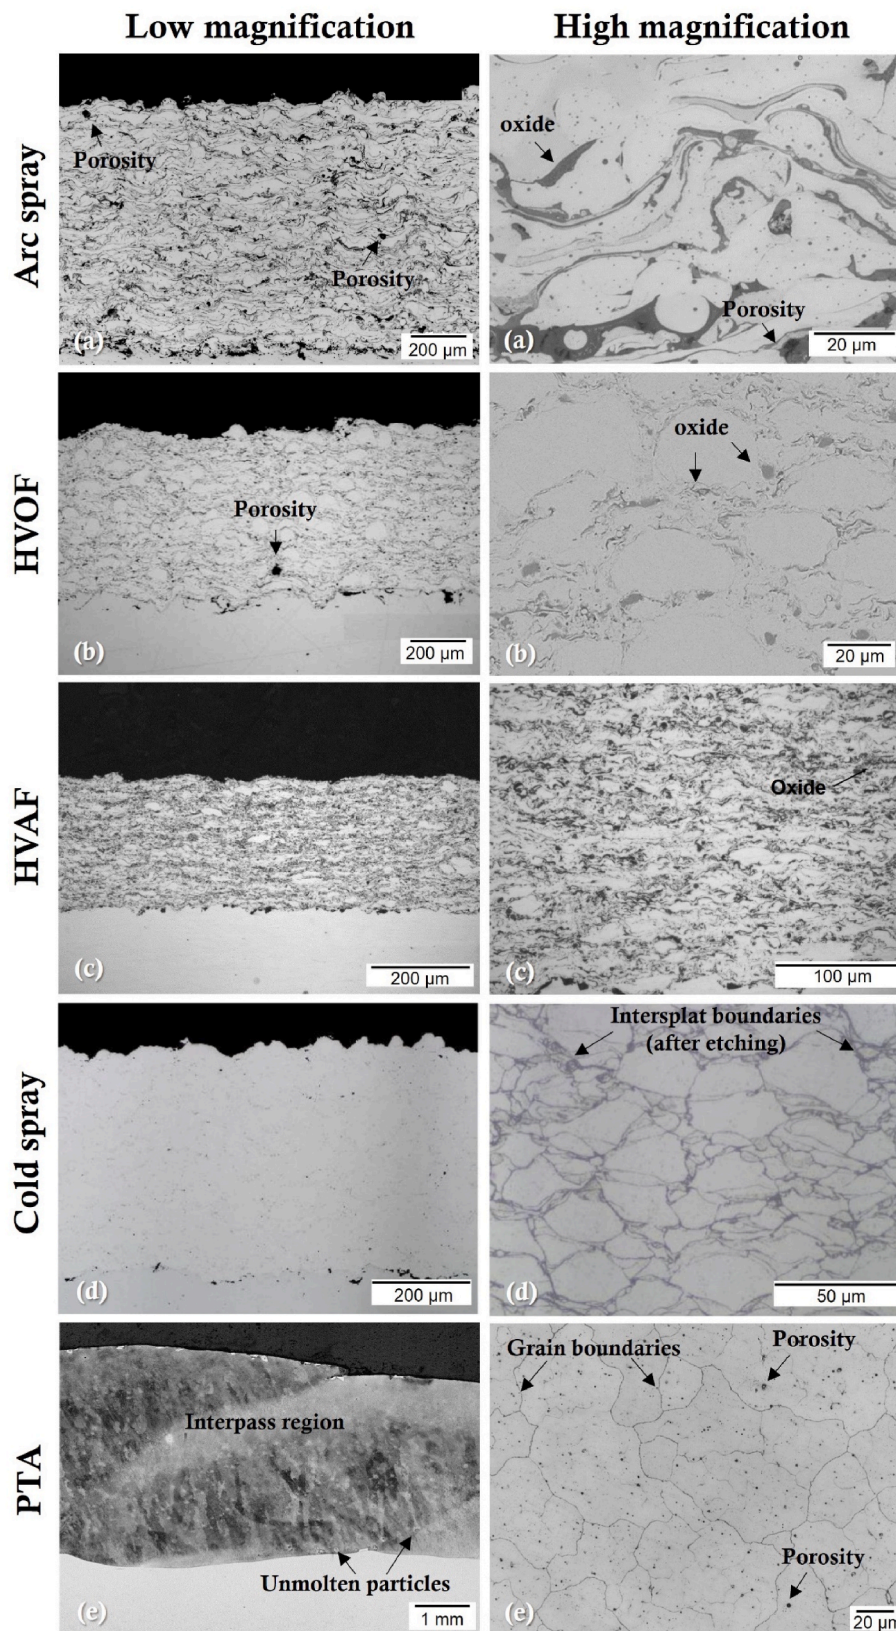 Low magnification
High magnification
Arc spray
Porosity
Porosity
(a)
200 µm
oxide
Porosity
(a)
20 µm
HVOF
Porosity
(b)
200 µm
oxide
(b)
20 µm
HVAF
(c)
200 µm
Oxide
(c)
100 µm
Cold spray
(d)
200 µm
Intersplat boundaries
(after etching)
(d)
50 µm
PTA
Interpass region
Unmolten particles
(e)
1 mm
Grain boundaries
Porosity
Porosity
(e)
20 µm